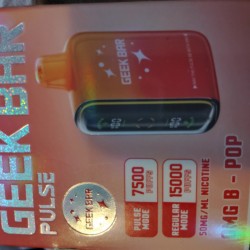 GEEK BAR
PULSE
GEEK BAR
GEEK BAR
7500
PUFFS
PULSE
MODE
15000
PUFFS
REGULAR
MODE
50MG/ML NICOTINE
OMG B - POP